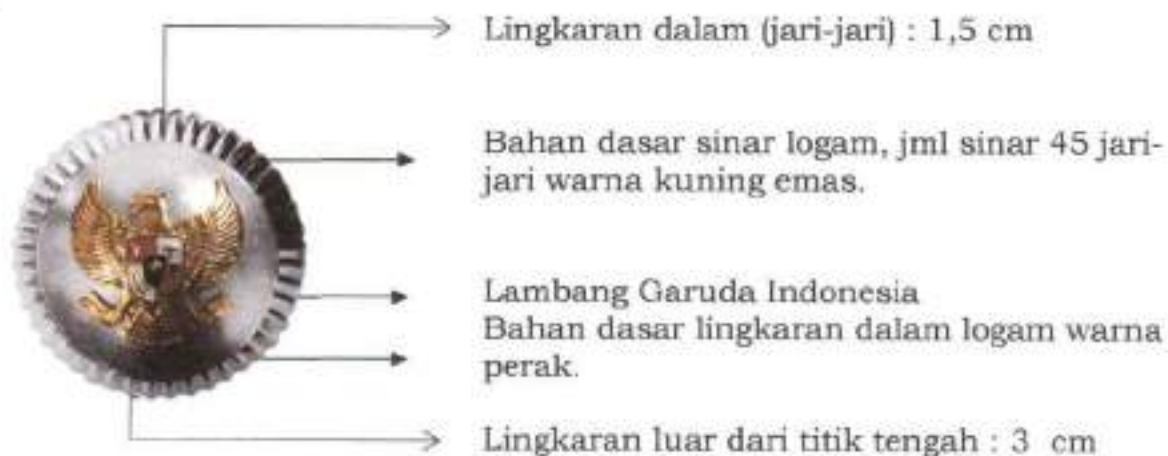 Lingkaran dalam (jari-jari) : 1,5 cm
Bahan dasar sinar logam, jml sinar 45 jari-
jari warna kuning emas.
Lambang Garuda Indonesia
Bahan dasar lingkaran dalam logam warna
perak.
Lingkaran luar dari titik tengah : 3 cm